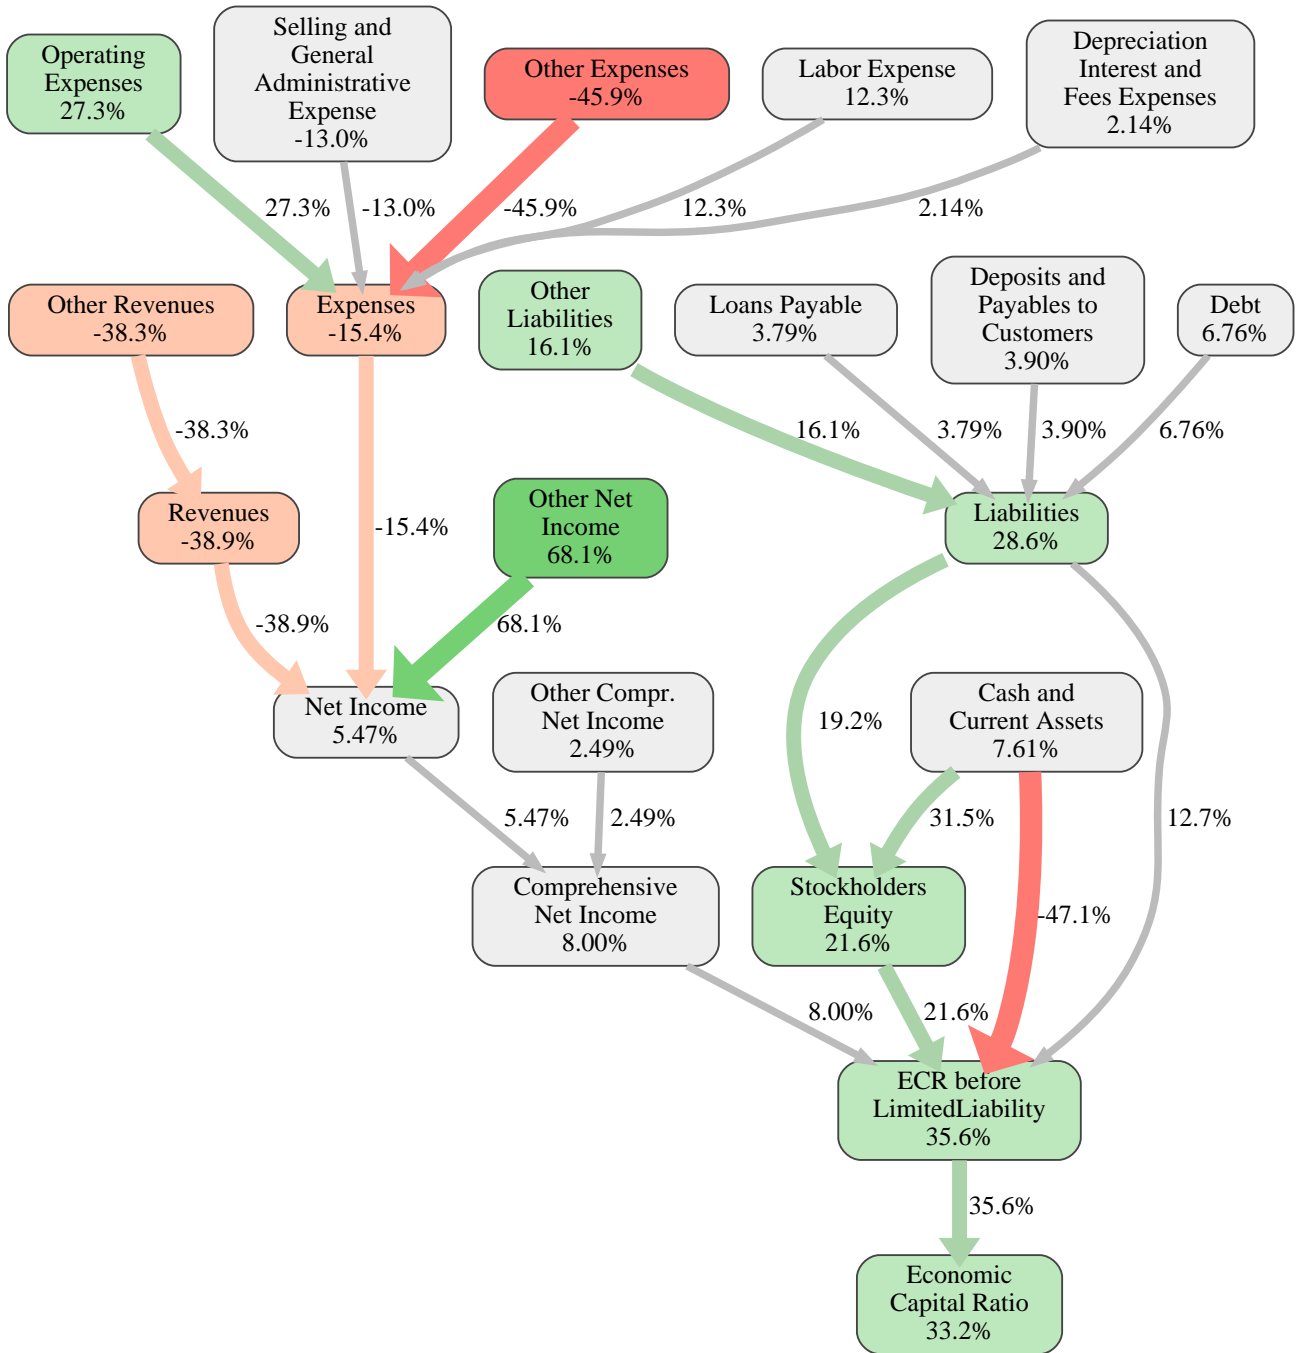 Operating
Expenses
27.3%
Selling and
General
Administrative
Expense
-13.0%
Other Expenses
-45.9%
Labor Expense
12.3%
Depreciation
Interest and
Fees Expenses
2.14%
27.3%
-13.0%
-45.9%
12.3%
2.14%
Other Revenues
-38.3%
Expenses
-15.4%
Other
Liabilities
16.1%
Loans Payable
3.79%
Deposits and
Payables to
Customers
3.90%
Debt
6.76%
-38.3%
16.1%
3.79%
3.90%
6.76%
Revenues
-38.9%
-15.4%
Other Net
Income
68.1%
Liabilities
28.6%
-38.9%
68.1%
Net Income
5.47%
Other Compr.
Net Income
2.49%
19.2%
Cash and
Current Assets
7.61%
5.47%
2.49%
31.5%
12.7%
Comprehensive
Net Income
8.00%
Stockholders
Equity
21.6%
-47.1%
8.00%
21.6%
ECR before
LimitedLiability
35.6%
35.6%
Economic
Capital Ratio
33.2%